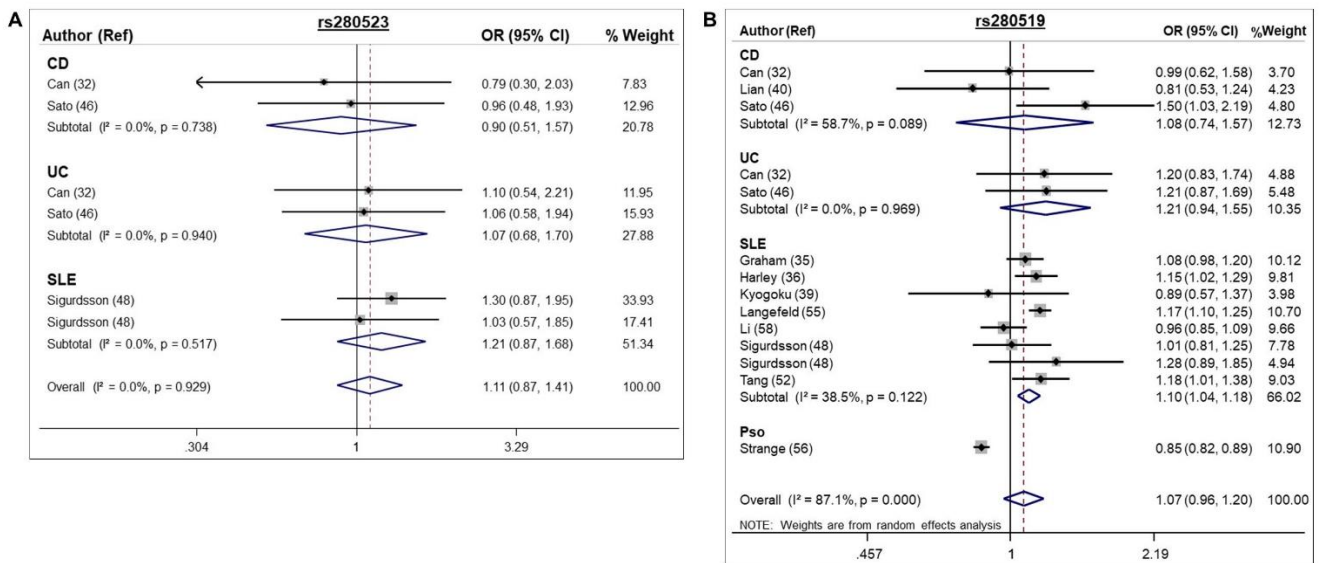 A
rs280523
Author (Ref) OR (95% CI) % Weight
CD
Can (32) 0.79 (0.30, 2.03) 7.83
Sato (46) 0.96 (0.48, 1.93) 12.96
Subtotal (I² = 0.0%, p = 0.738) 0.90 (0.51, 1.57) 20.78
UC
Can (32) 1.10 (0.54, 2.21) 11.95
Sato (46) 1.06 (0.58, 1.94) 15.93
Subtotal (I² = 0.0%, p = 0.940) 1.07 (0.68, 1.70) 27.88
SLE
Sigurdsson (48) 1.30 (0.87, 1.95) 33.93
Sigurdsson (48) 1.03 (0.57, 1.85) 17.41
Subtotal (I² = 0.0%, p = 0.517) 1.21 (0.87, 1.68) 51.34
Overall (I² = 0.0%, p = 0.929) 1.11 (0.87, 1.41) 100.00
.304 1 3.29
B
rs280519
Author (Ref) OR (95% CI) %Weight
CD
Can (32) 0.99 (0.62, 1.58) 3.70
Lian (40) 0.81 (0.53, 1.24) 4.23
Sato (46) 1.50 (1.03, 2.19) 4.80
Subtotal (I² = 58.7%, p = 0.089) 1.08 (0.74, 1.57) 12.73
UC
Can (32) 1.20 (0.83, 1.74) 4.88
Sato (46) 1.21 (0.87, 1.69) 5.48
Subtotal (I² = 0.0%, p = 0.969) 1.21 (0.94, 1.55) 10.35
SLE
Graham (35) 1.08 (0.98, 1.20) 10.12
Harley (36) 1.15 (1.02, 1.29) 9.81
Kyogoku (39) 0.89 (0.57, 1.37) 3.98
Langefeld (55) 1.17 (1.10, 1.25) 10.70
Li (58) 0.96 (0.85, 1.09) 9.66
Sigurdsson (48) 1.01 (0.81, 1.25) 7.78
Sigurdsson (48) 1.28 (0.89, 1.85) 4.94
Tang (52) 1.18 (1.01, 1.38) 9.03
Subtotal (I² = 38.5%, p = 0.122) 1.10 (1.04, 1.18) 66.02
Pso
Strange (56) 0.85 (0.82, 0.89) 10.90
Overall (I² = 87.1%, p = 0.000) 1.07 (0.96, 1.20) 100.00
NOTE: Weights are from random effects analysis
.457 1 2.19